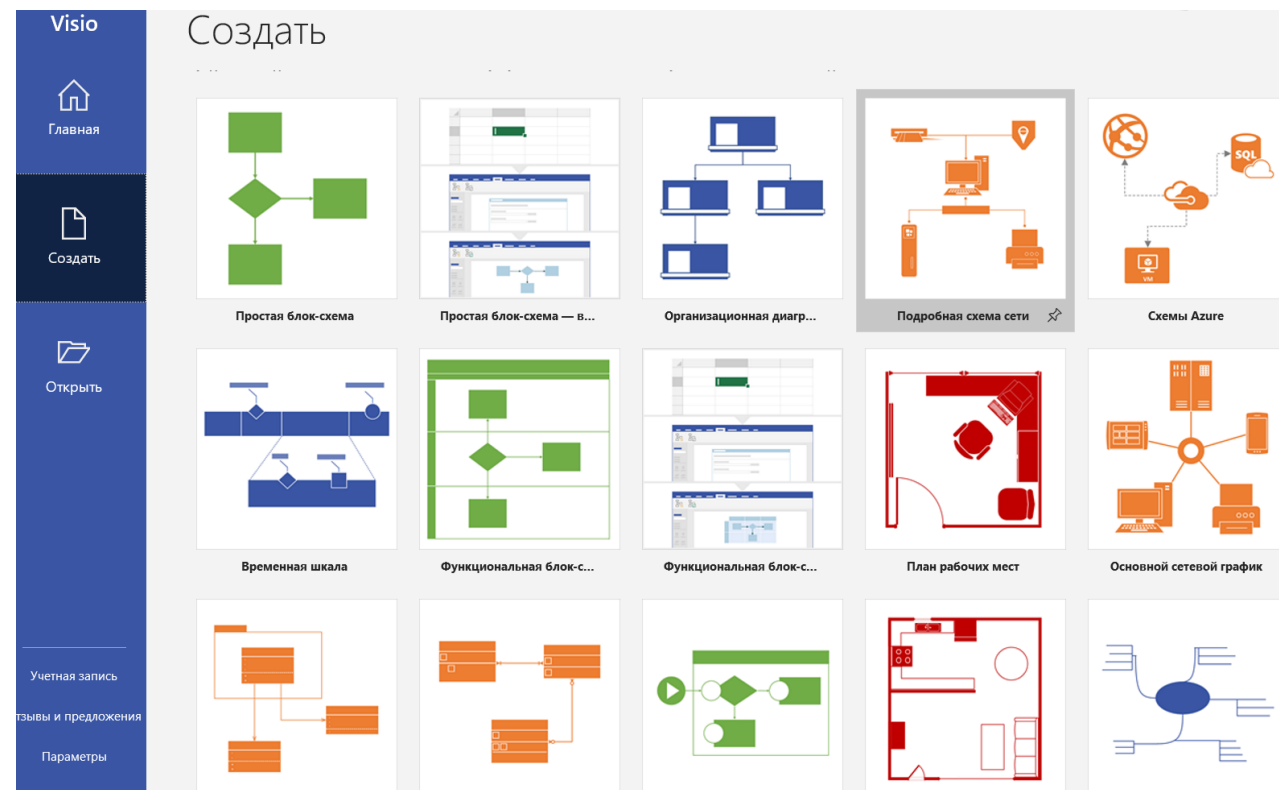 Visio
Создать
Главная
Создать
Открыть
Простая блок-схема
Простая блок-схема — в...
Организационная диагр...
Подробная схема сети
Схемы Azure
SQL
VM
Временная шкала
Функциональная блок-с...
Функциональная блок-с...
План рабочих мест
Основной сетевой график
Учетная запись
тзывы и предложения
Параметры